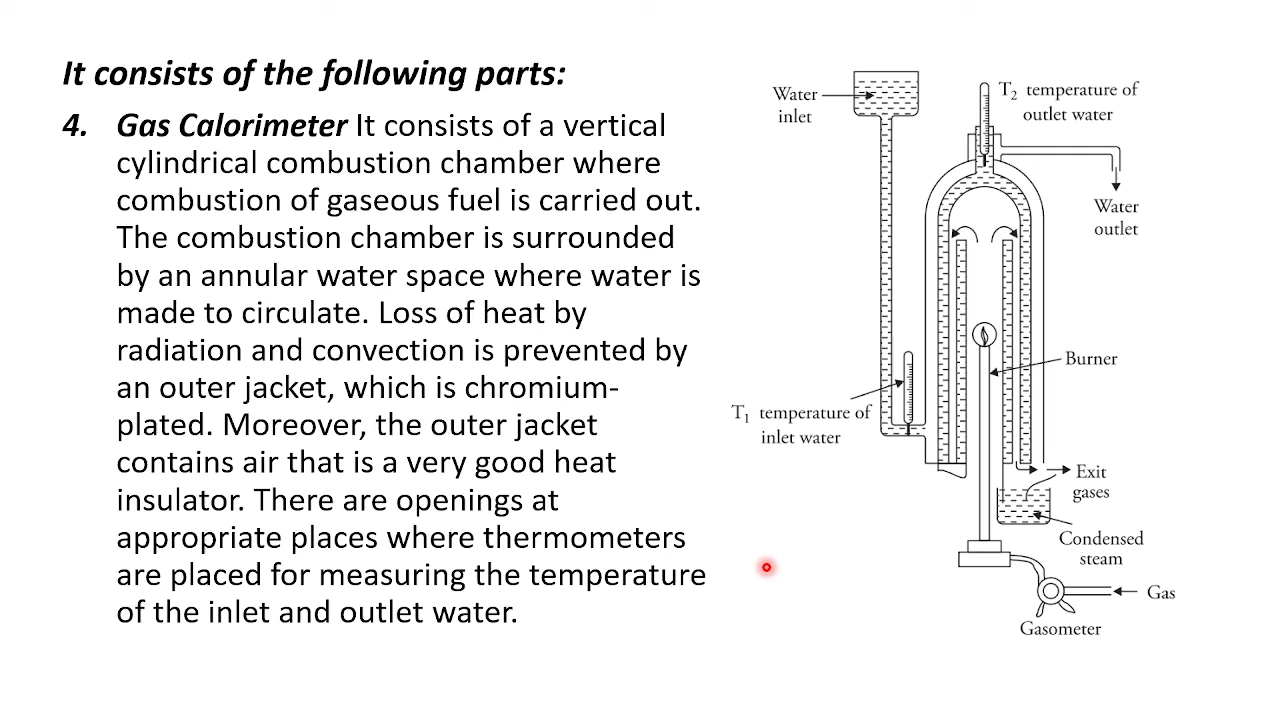 It consists of the following parts:
4. Gas Calorimeter It consists of a vertical
cylindrical combustion chamber where
combustion of gaseous fuel is carried out.
The combustion chamber is surrounded
by an annular water space where water is
made to circulate. Loss of heat by
radiation and convection is prevented by
an outer jacket, which is chromium-
plated. Moreover, the outer jacket
contains air that is a very good heat
insulator. There are openings at
appropriate places where thermometers
are placed for measuring the temperature
of the inlet and outlet water.
Water
inlet
T₂ temperature of
outlet water
Water
outlet
Burner
T₁ temperature of
inlet water
Exit
gases
Condensed
steam
Gas
Gasometer